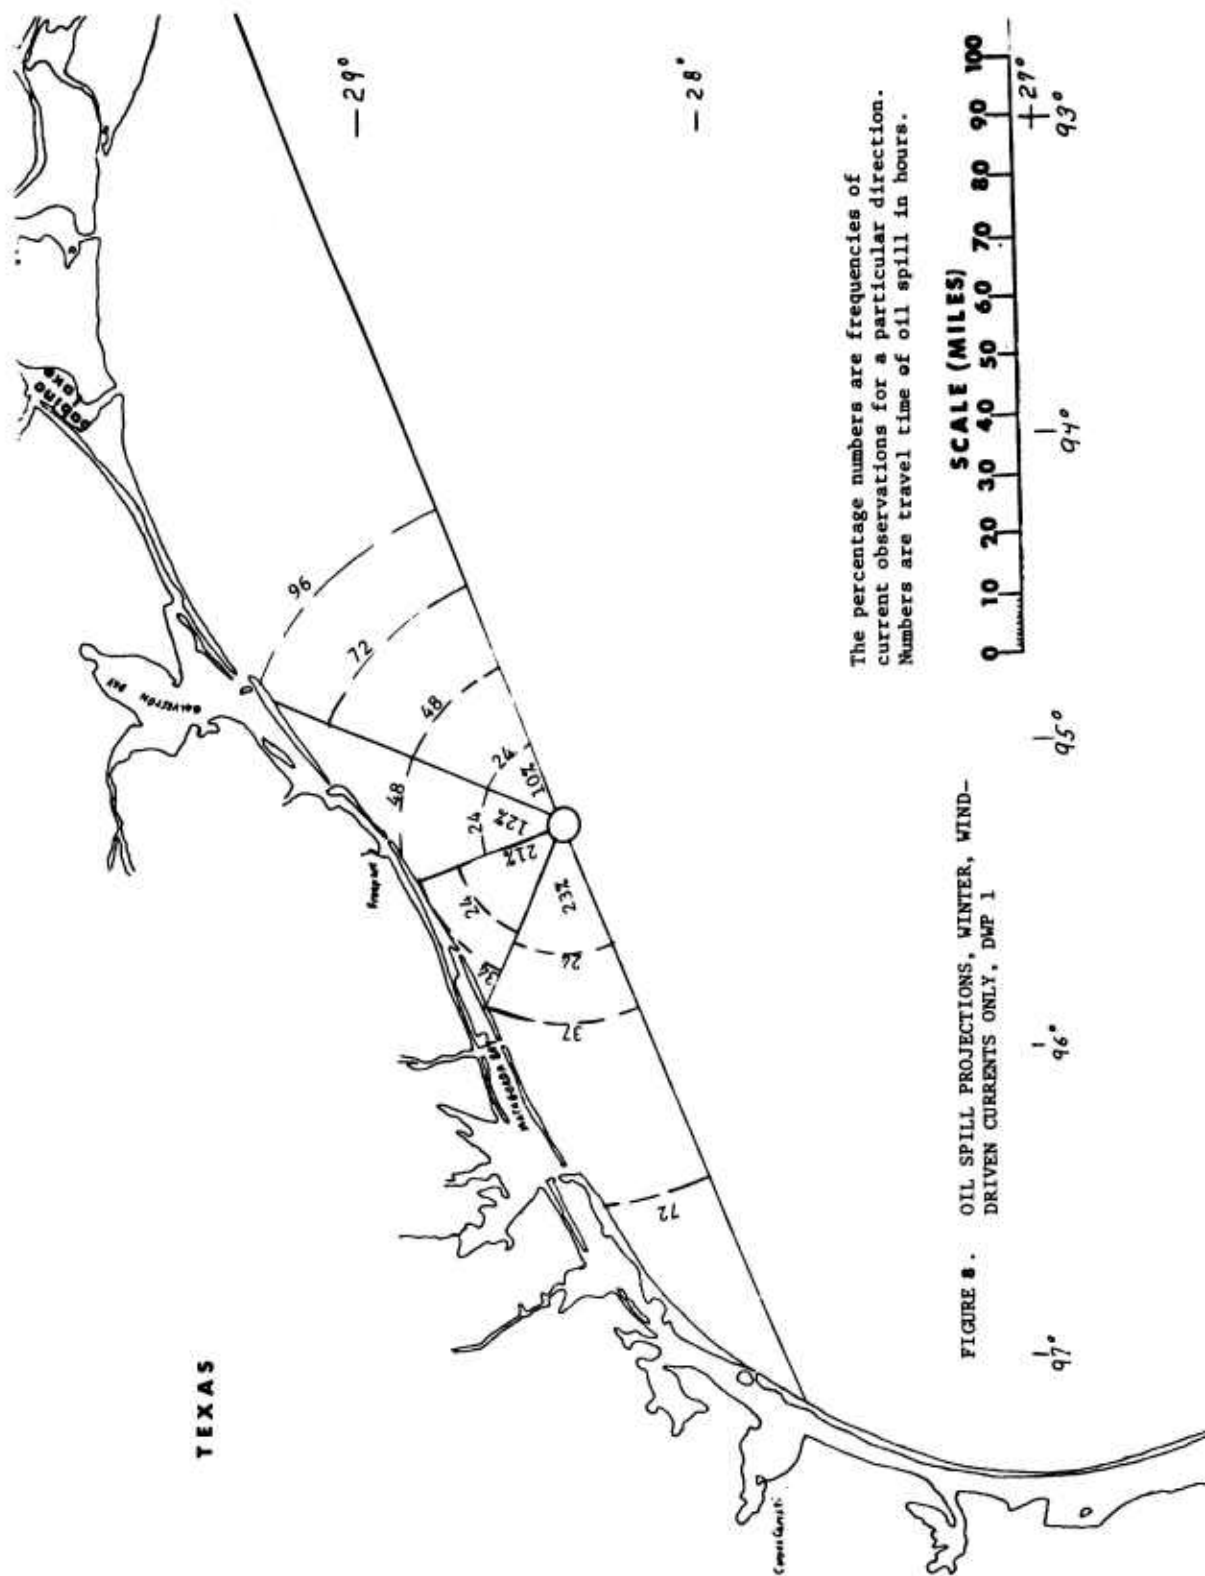 TEXAS
Sabine Lake
GALVESTON BAY
Freeport
MATAGORDA BAY
Corpus Christi
29°
28°
27°
96
72
48
48
24
10%
24
12%
21%
24
36
23%
24
37
72
The percentage numbers are frequencies of
current observations for a particular direction.
Numbers are travel time of oil spill in hours.
SCALE (MILES)
0 10 20 30 40 50 60 70 80 90 100
97° 96° 95° 94° 93°
FIGURE 8. OIL SPILL PROJECTIONS, WINTER, WIND-
DRIVEN CURRENTS ONLY, DWP 1